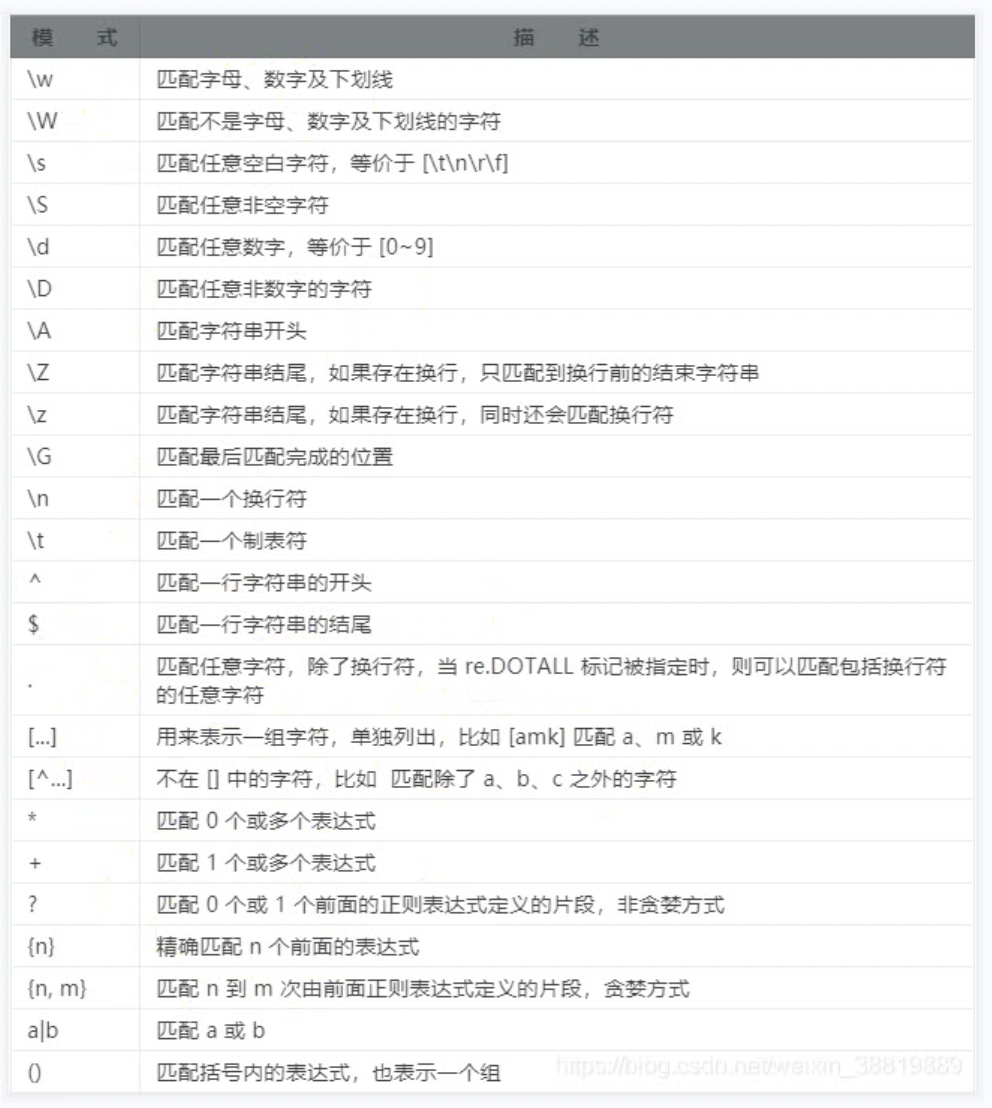 模 式 描 述
\w 匹配字母、数字及下划线
\W 匹配不是字母、数字及下划线的字符
\s 匹配任意空白字符，等价于 [\t\n\r\f]
\S 匹配任意非空字符
\d 匹配任意数字，等价于 [0~9]
\D 匹配任意非数字的字符
\A 匹配字符串开头
\Z 匹配字符串结尾，如果存在换行，只匹配到换行前的结束字符串
\z 匹配字符串结尾，如果存在换行，同时还会匹配换行符
\G 匹配最后匹配完成的位置
\n 匹配一个换行符
\t 匹配一个制表符
^ 匹配一行字符串的开头
$ 匹配一行字符串的结尾
. 匹配任意字符，除了换行符，当 re.DOTALL 标记被指定时，则可以匹配包括换行符
的任意字符
[...] 用来表示一组字符，单独列出，比如 [amk] 匹配 a、m 或 k
[^...] 不在 [] 中的字符，比如 匹配除了 a、b、c 之外的字符
* 匹配 0 个或多个表达式
+ 匹配 1 个或多个表达式
? 匹配 0 个或 1 个前面的正则表达式定义的片段，非贪婪方式
{n} 精确匹配 n 个前面的表达式
{n, m} 匹配 n 到 m 次由前面正则表达式定义的片段，贪婪方式
a|b 匹配 a 或 b
() 匹配括号内的表达式，也表示一个组
https://blog.csdn.net/weixin_38819889